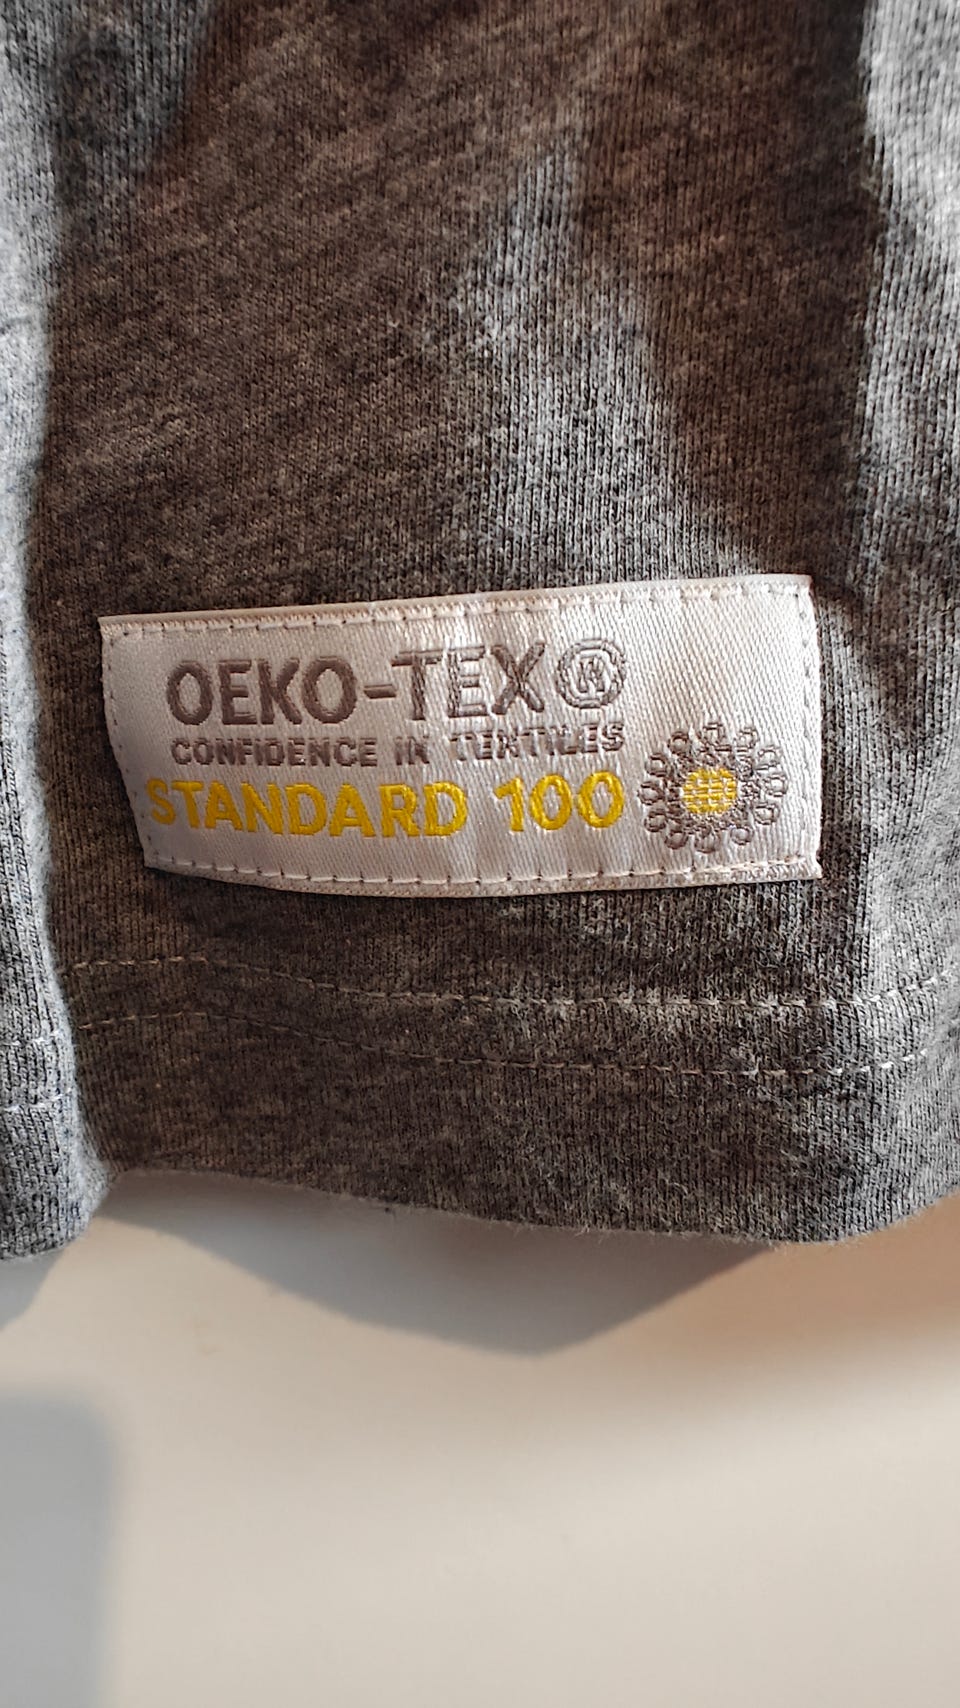 OEKO-TEX®
CONFIDENCE IN TEXTILES
STANDARD 100